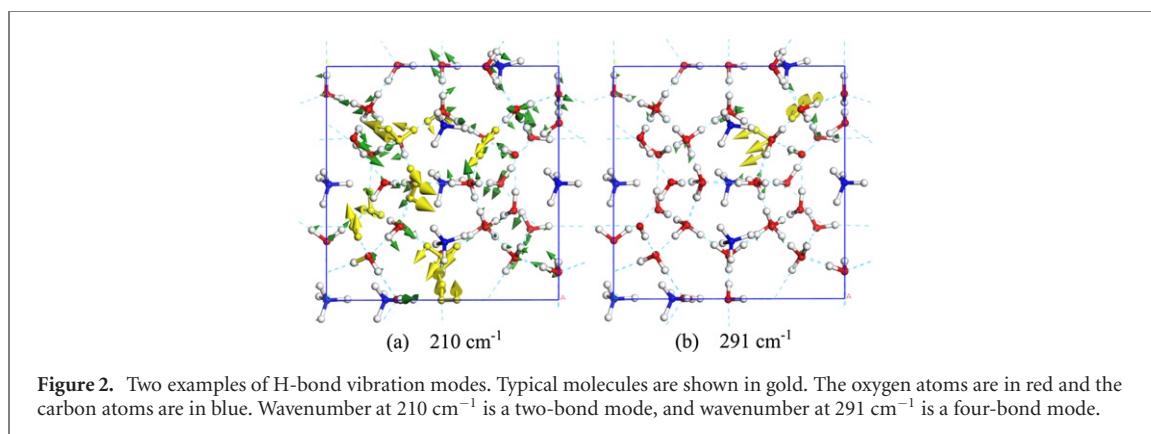 (a) 210 cm⁻¹ (b) 291 cm⁻¹
Figure 2. Two examples of H-bond vibration modes. Typical molecules are shown in gold. The oxygen atoms are in red and the
carbon atoms are in blue. Wavenumber at 210 cm⁻¹ is a two-bond mode, and wavenumber at 291 cm⁻¹ is a four-bond mode.